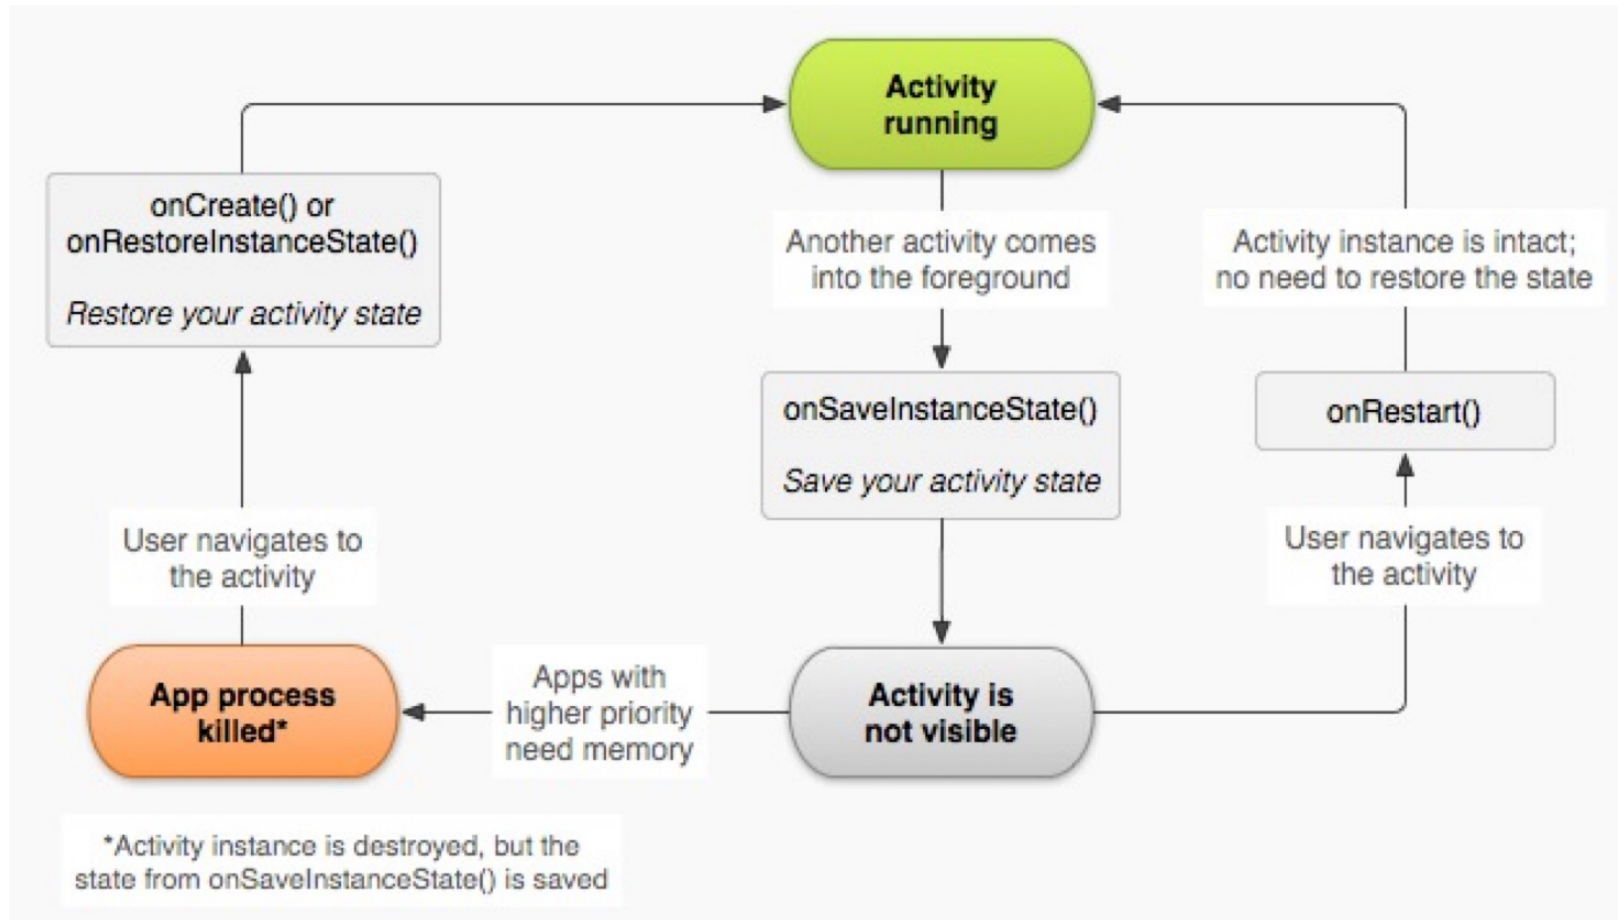 Activity
running
onCreate() or
onRestoreInstanceState()
Restore your activity state
Another activity comes
into the foreground
Activity instance is intact;
no need to restore the state
onSaveInstanceState()
Save your activity state
onRestart()
User navigates to
the activity
User navigates to
the activity
App process
killed*
Apps with
higher priority
need memory
Activity is
not visible
*Activity instance is destroyed, but the
state from onSaveInstanceState() is saved